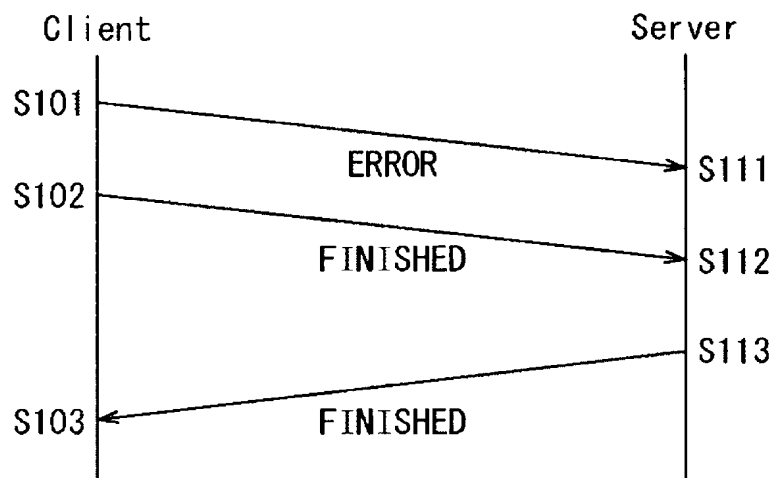 Client Server
S101
ERROR S111
S102
FINISHED S112
S113
S103 FINISHED